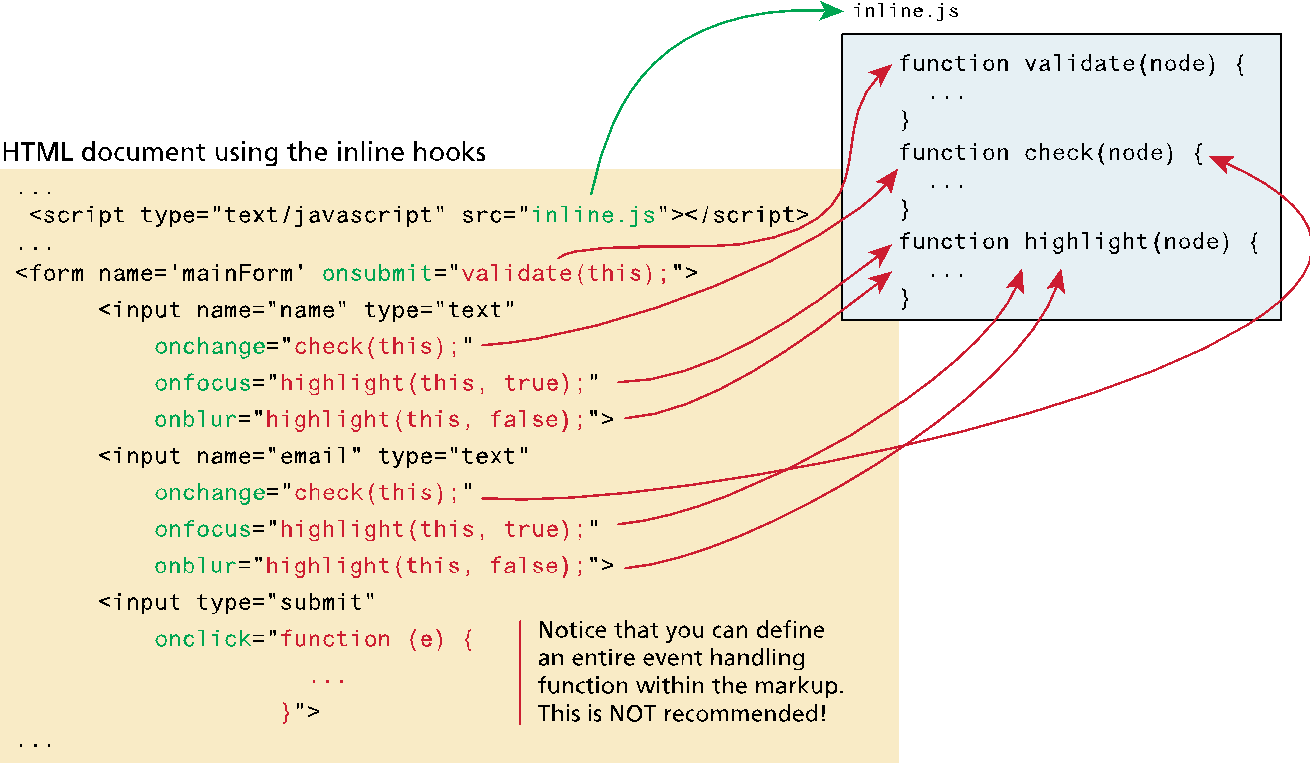 inline.js
function validate(node) {
...
}
function check(node) {
...
}
function highlight(node) {
...
}
HTML document using the inline hooks
...
<script type="text/javascript" src="inline.js"></script>
...
<form name='mainForm' onsubmit="validate(this);">
<input name="name" type="text"
onchange="check(this);"
onfocus="highlight(this, true);"
onblur="highlight(this, false);">
<input name="email" type="text"
onchange="check(this);"
onfocus="highlight(this, true);"
onblur="highlight(this, false);">
<input type="submit"
onclick="function (e) {
...
}">
...
Notice that you can define
an entire event handling
function within the markup.
This is NOT recommended!